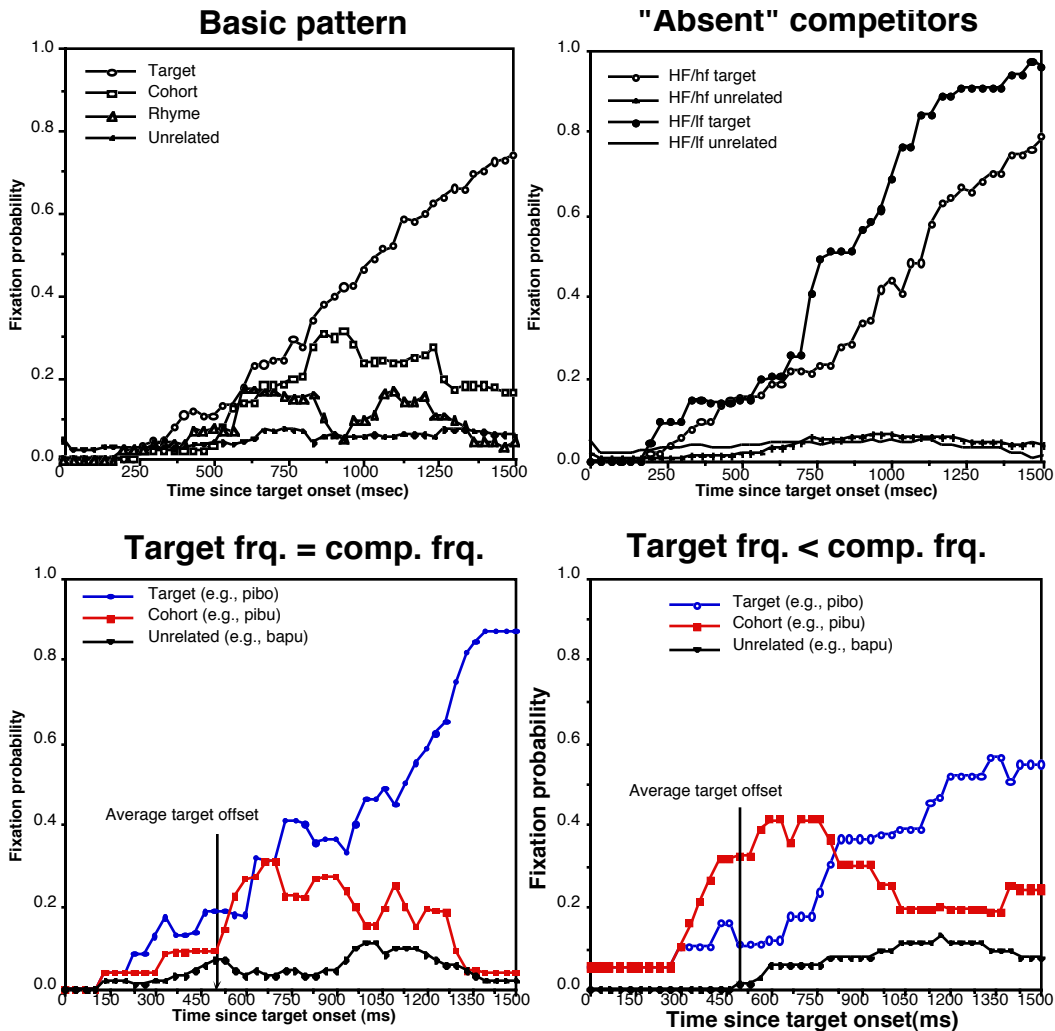 Basic pattern
1.0
0.8
0.6
0.4
0.2
0.0
Fixation probability
Target
Cohort
Rhyme
Unrelated
0 250 500 750 1000 1250 1500
Time since target onset (msec)
"Absent" competitors
1.0
0.8
0.6
0.4
0.2
0.0
Fixation probability
HF/hf target
HF/hf unrelated
HF/lf target
HF/lf unrelated
0 250 500 750 1000 1250 1500
Time since target onset (msec)
Target frq. = comp. frq.
1.0
0.8
0.6
0.4
0.2
0.0
Fixation probability
Target (e.g., pibo)
Cohort (e.g., pibu)
Unrelated (e.g., bapu)
Average target offset
0 150 300 450 600 750 900 1050 1200 1350 1500
Time since target onset (ms)
Target frq. < comp. frq.
1.0
0.8
0.6
0.4
0.2
0.0
Fixation probability
Target (e.g., pibo)
Cohort (e.g., pibu)
Unrelated (e.g., bapu)
Average target offset
0 150 300 450 600 750 900 1050 1200 1350 1500
Time since target onset(ms)